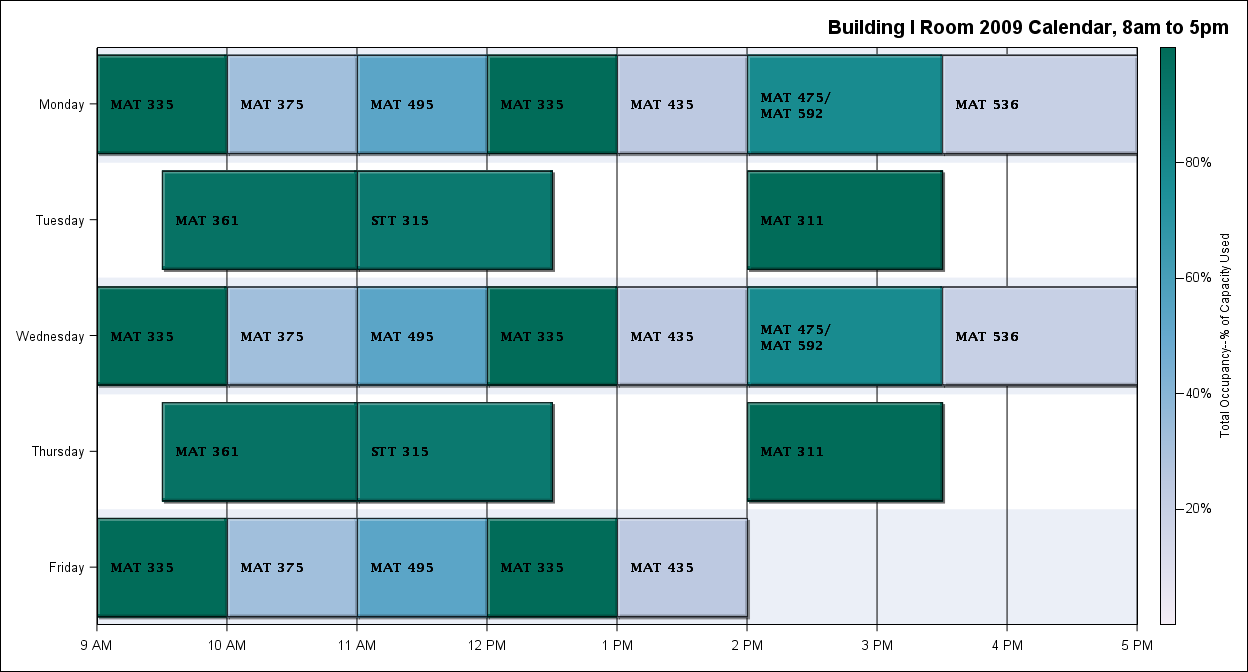 Building I Room 2009 Calendar, 8am to 5pm
Monday
MAT 335
MAT 375
MAT 495
MAT 335
MAT 435
MAT 475/
MAT 592
MAT 536
Tuesday
MAT 361
STT 315
MAT 311
Wednesday
MAT 335
MAT 375
MAT 495
MAT 335
MAT 435
MAT 475/
MAT 592
MAT 536
Thursday
MAT 361
STT 315
MAT 311
Friday
MAT 335
MAT 375
MAT 495
MAT 335
MAT 435
9 AM
10 AM
11 AM
12 PM
1 PM
2 PM
3 PM
4 PM
5 PM
80%
60%
40%
20%
Total Occupancy--% of Capacity Used